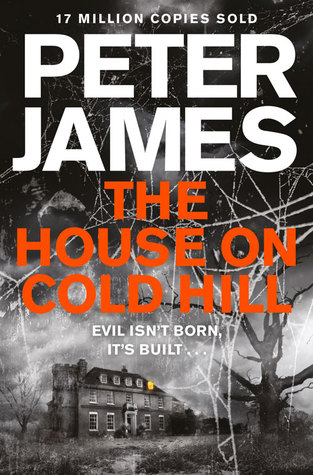 17 MILLION COPIES SOLD
PETER
JAMES
THE
HOUSE ON
COLD HILL
EVIL ISN'T BORN,
IT'S BUILT . . .